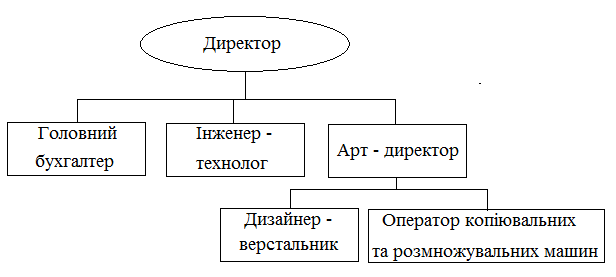 Директор
Головний
бухгалтер
Інженер -
технолог
Арт - директор
Дизайнер -
верстальник
Оператор копіювальних
та розмножувальних машин